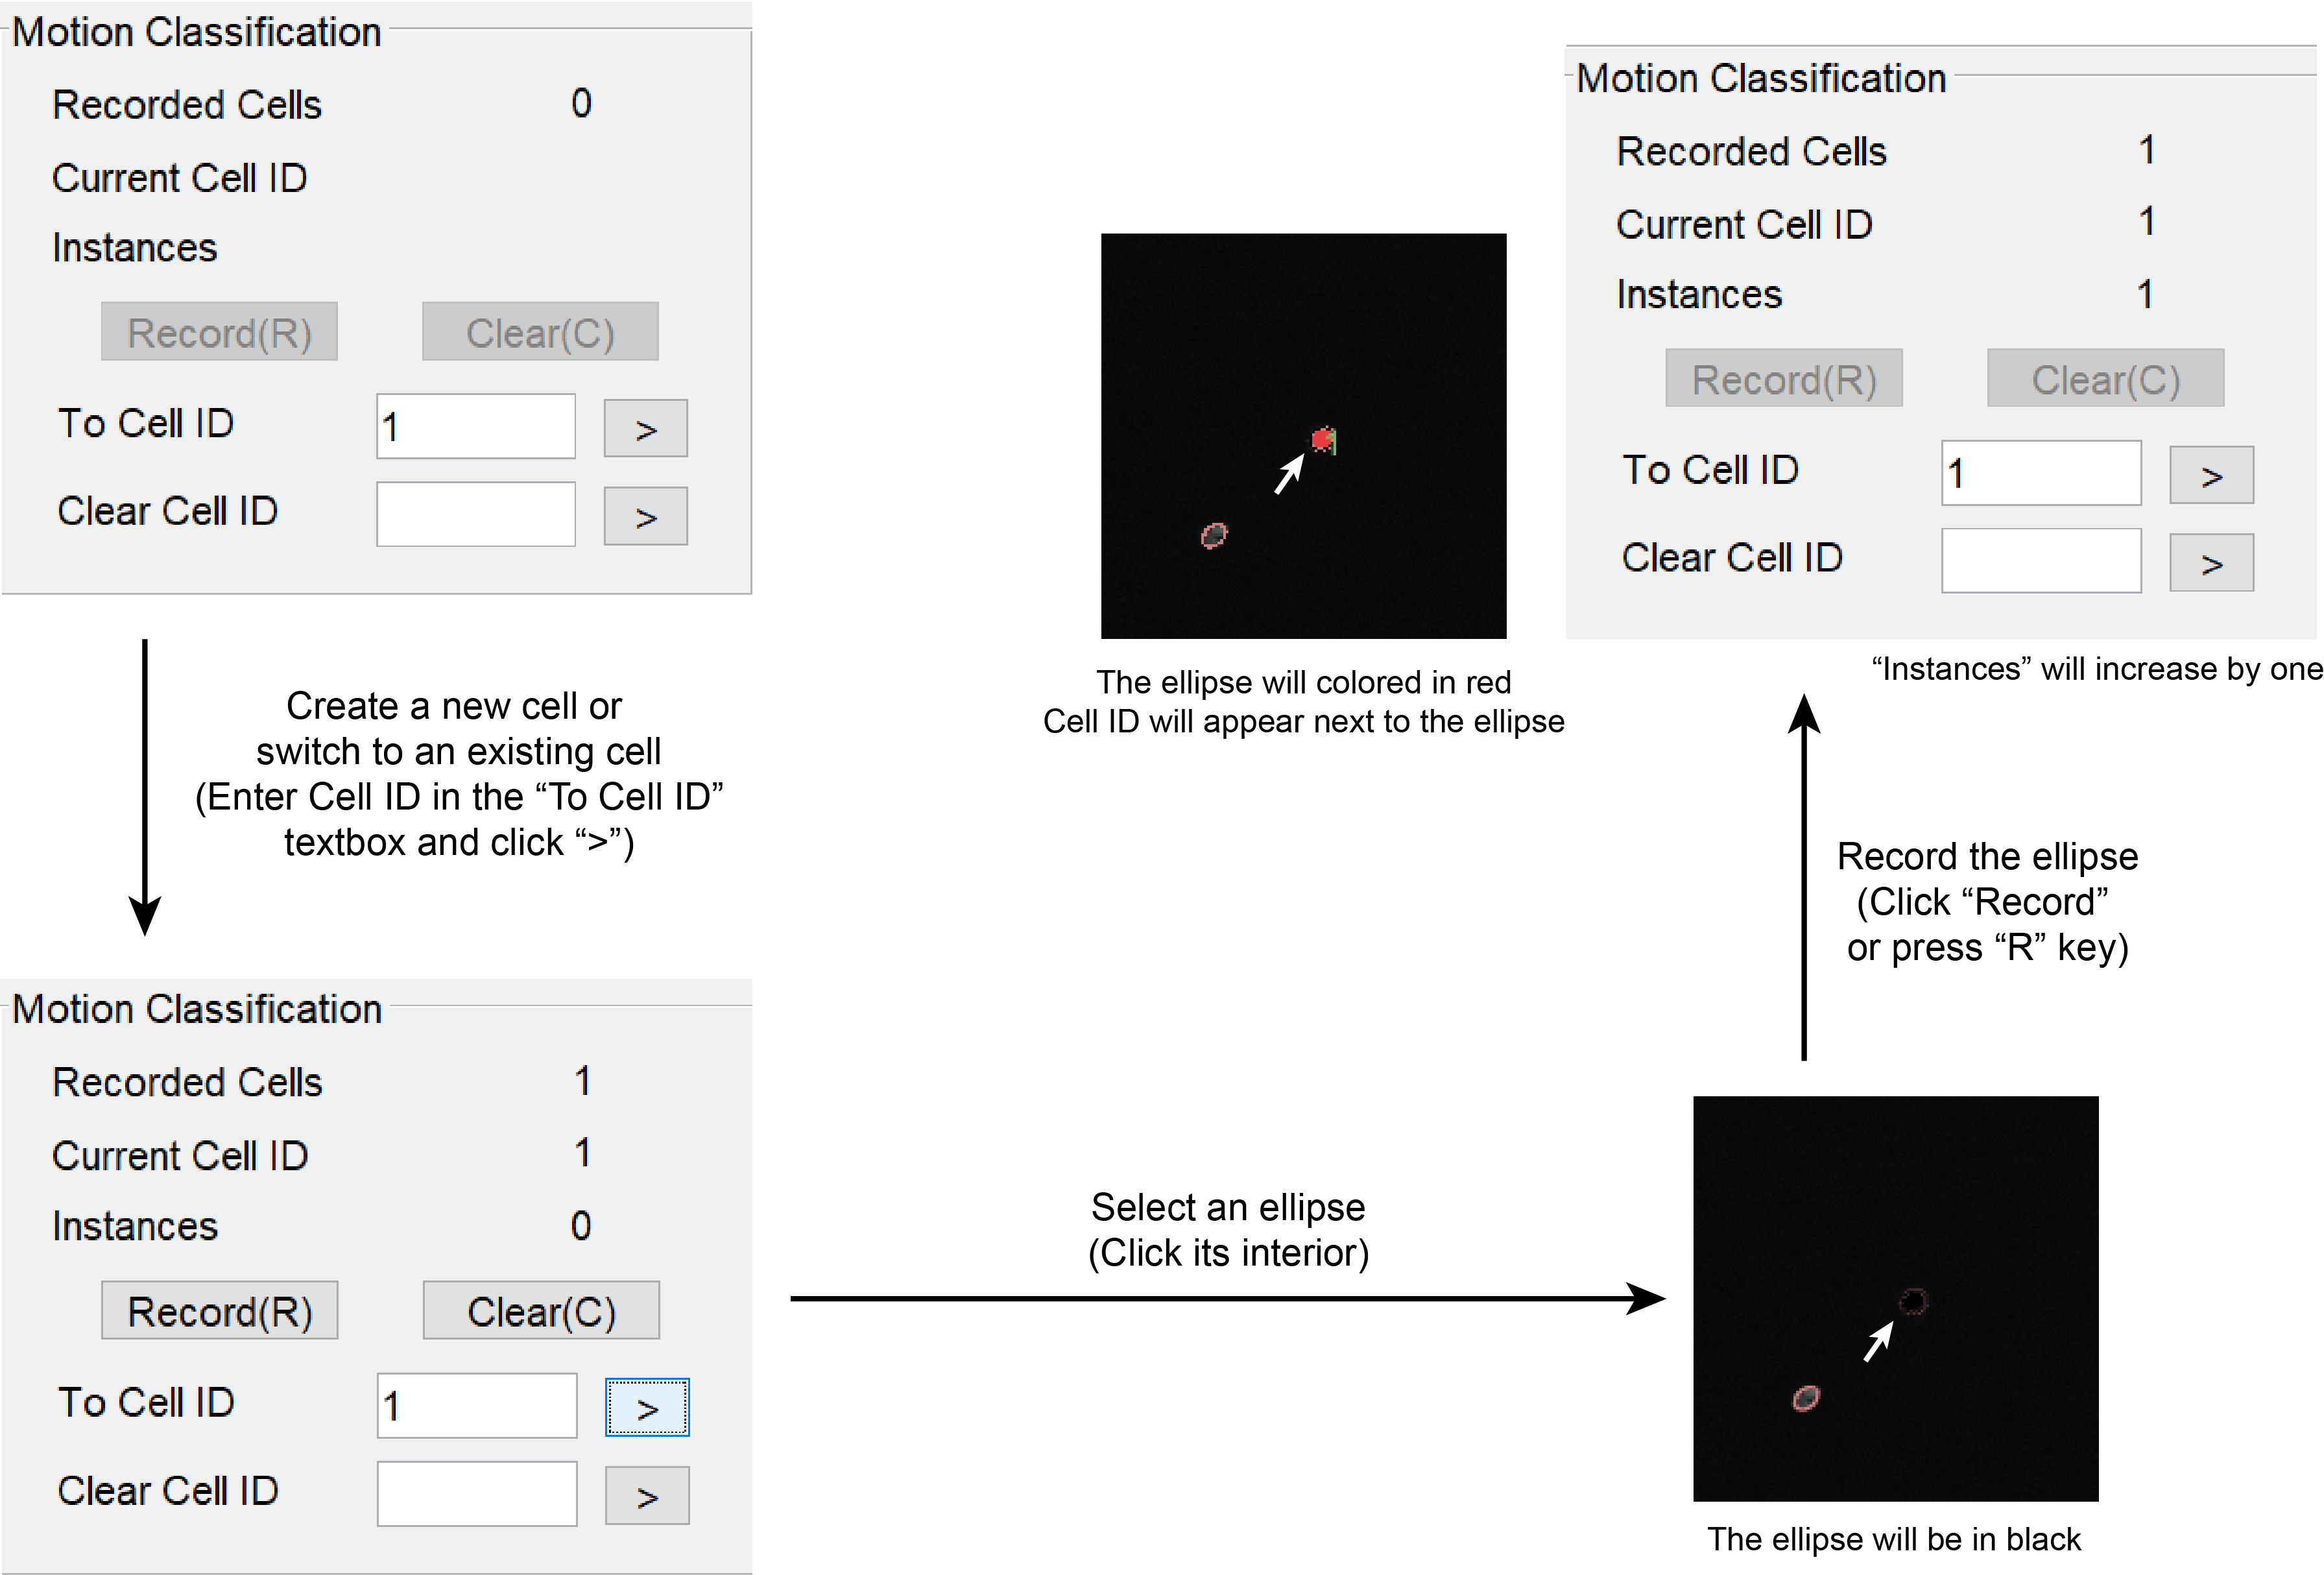 Motion Classification
Recorded Cells 0
Current Cell ID
Instances
Record(R) Clear(C)
To Cell ID 1 >
Clear Cell ID >
Create a new cell or
switch to an existing cell
(Enter Cell ID in the “To Cell ID”
textbox and click “>”)
Motion Classification
Recorded Cells 1
Current Cell ID 1
Instances 0
Record(R) Clear(C)
To Cell ID 1 >
Clear Cell ID >
Select an ellipse
(Click its interior)
The ellipse will be in black
Record the ellipse
(Click “Record”
or press “R” key)
1
The ellipse will colored in red
Cell ID will appear next to the ellipse
Motion Classification
Recorded Cells 1
Current Cell ID 1
Instances 1
Record(R) Clear(C)
To Cell ID 1 >
Clear Cell ID >
“Instances” will increase by one